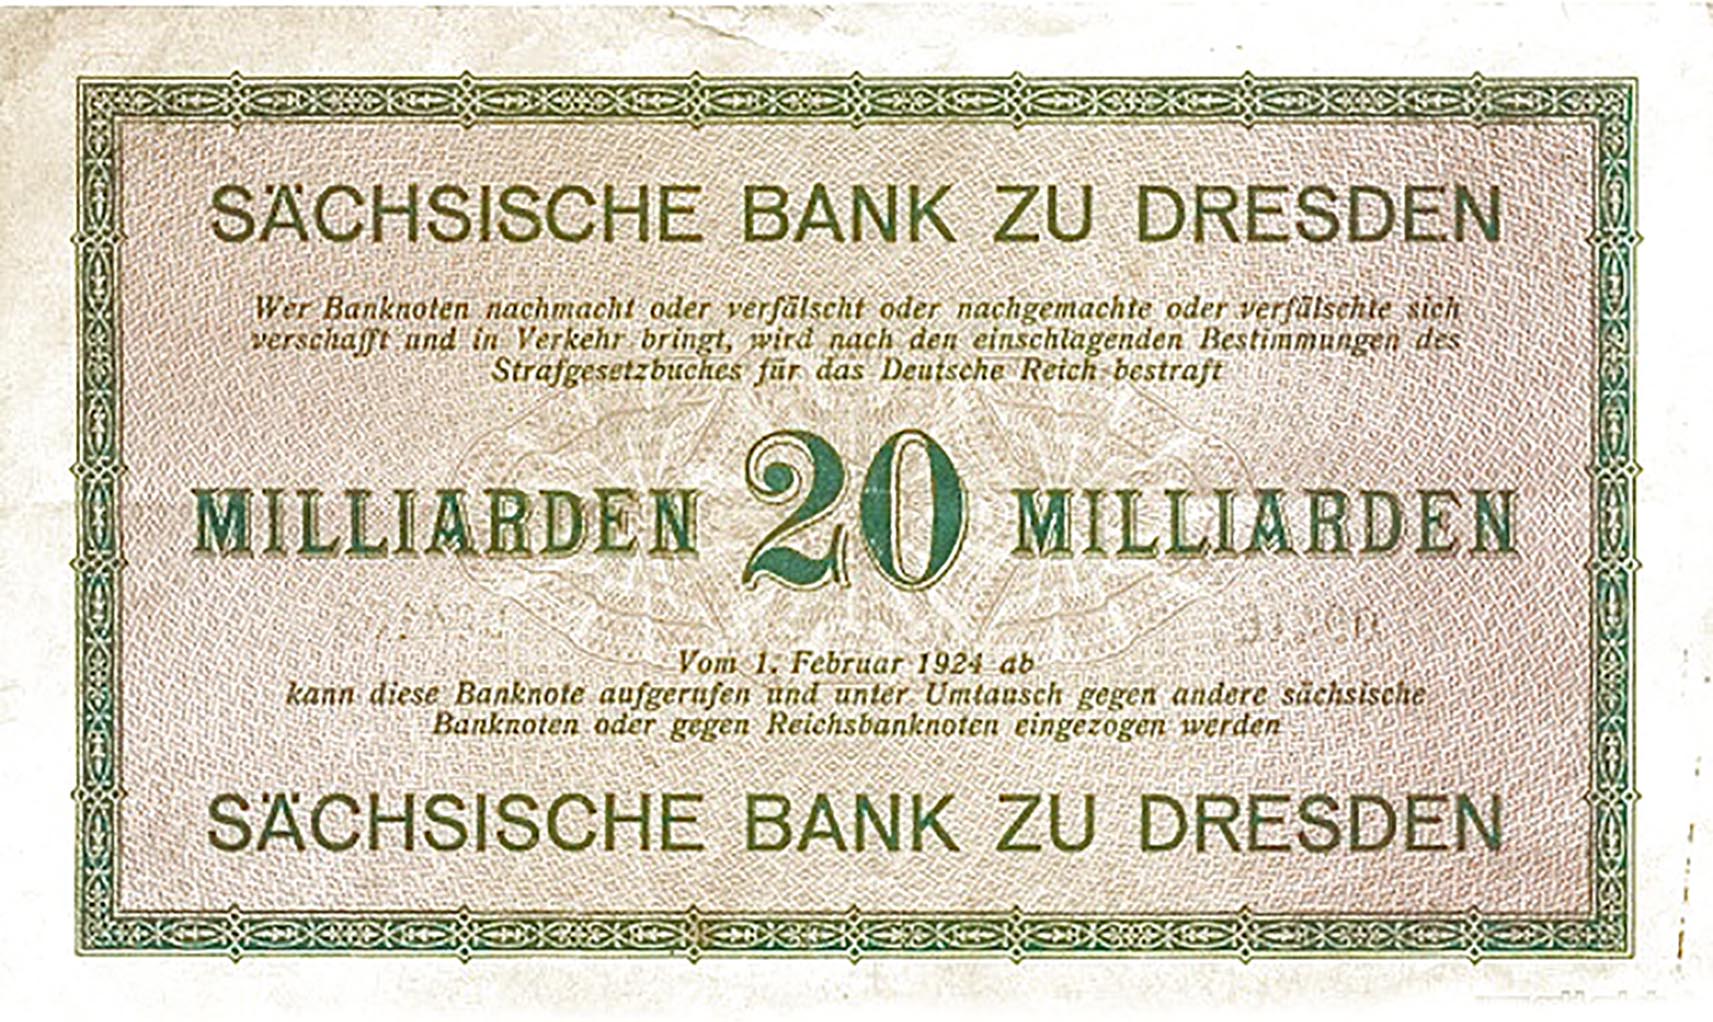 SÄCHSISCHE BANK ZU DRESDEN
Wer Banknoten nachmacht oder verfälscht oder nachgemachte oder verfälschte sich
verschafft und in Verkehr bringt, wird nach den einschlagenden Bestimmungen des
Strafgesetzbuches für das Deutsche Reich bestraft
MILLIARDEN 20 MILLIARDEN
Vom 1. Februar 1924 ab
kann diese Banknote aufgerufen und unter Umtausch gegen andere sächsische
Banknoten oder gegen Reichsbanknoten eingezogen werden
SÄCHSISCHE BANK ZU DRESDEN